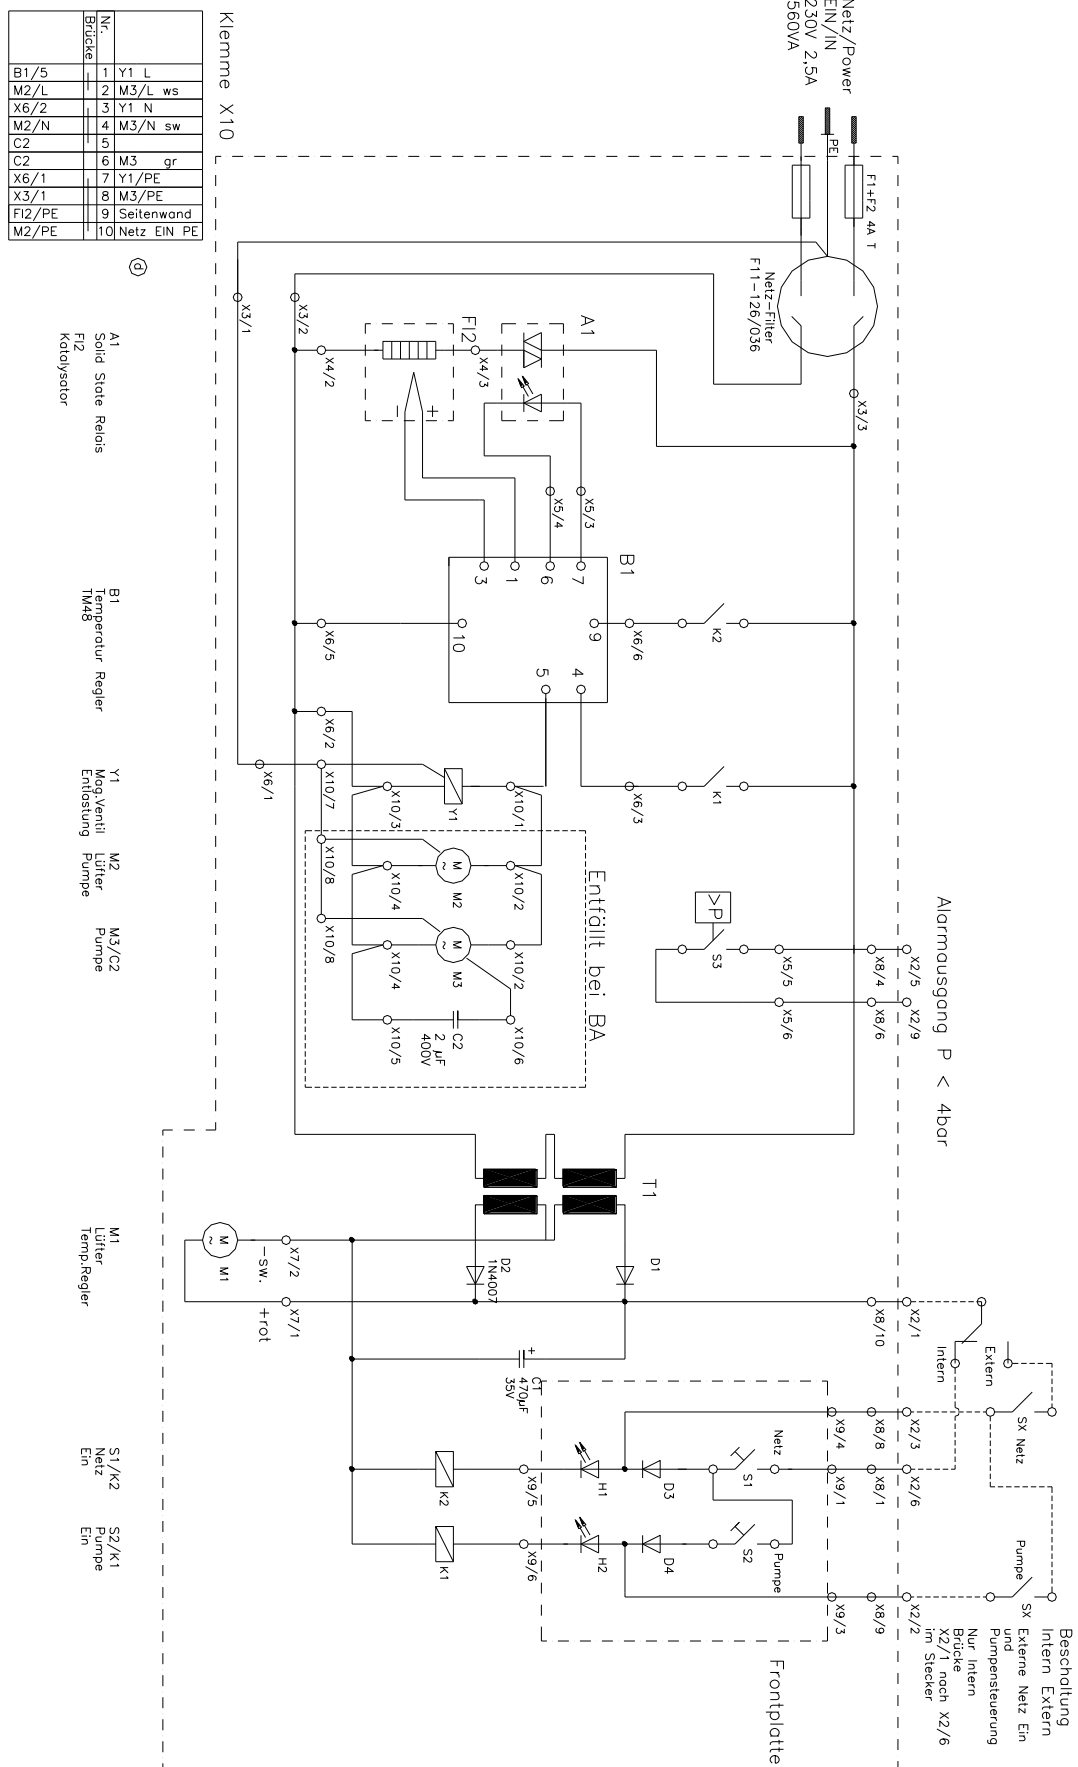 Netz/Power
EIN/IN
230V 2,5A
560VA
PE
F1+F2 4A T
Netz-Filter
F11-126/036
Klemme X10
Nr.
Brücke
B1/5 1 Y1 L
M2/L 2 M3/L ws
X6/2 3 Y1 N
M2/N 4 M3/N sw
C2 5
C2 6 M3 gr
X6/1 7 Y1/PE
X3/1 8 M3/PE
FI2/PE 9 Seitenwand
M2/PE 10 Netz EIN PE
d
X3/1
X3/2
X3/3
X4/2
X4/3
FI2
A1
+
-
X5/4
X5/3
B1
3
1
6
7
10
9
5
4
X6/5
X6/6
K2
X6/2
X6/1
X10/7
X10/3
Y1
X10/1
X6/3
K1
X10/8
X10/4
M
~
M2
X10/2
X10/8
X10/4
M
~
M3
X10/2
X10/5
C2
2 µF
400V
X10/6
Entfällt bei BA
>P
S3
X5/5
X5/6
X8/4
X8/6
X2/5
X2/9
Alarmausgang P < 4bar
T1
M
~
M1
X7/2
-sw.
X7/1
+rot
D2
1N4007
D1
X8/10
X2/1
Extern
Intern
+
C1
470µF
35V
K2
X9/5
H1
D3
S1
Netz
X9/4
X9/1
X8/8
X8/1
X2/3
X2/6
SX Netz
K1
X9/6
H2
D4
S2
Pumpe
X9/3
X8/9
X2/2
Pumpe
SX
Frontplatte
Beschaltung
Intern Extern
Externe Netz Ein
und
Pumpensteuerung
Nur Intern
Brücke
X2/1 nach X2/6
im Stecker
A1
Solid State Relais
FI2
Katalysator
B1
Temperatur Regler
TM48
Y1
Mag.Ventil
Entlastung
M2
Lüfter
Pumpe
M3/C2
Pumpe
M1
Lüfter
Temp.Regler
S1/K2
Netz
Ein
S2/K1
Pumpe
Ein